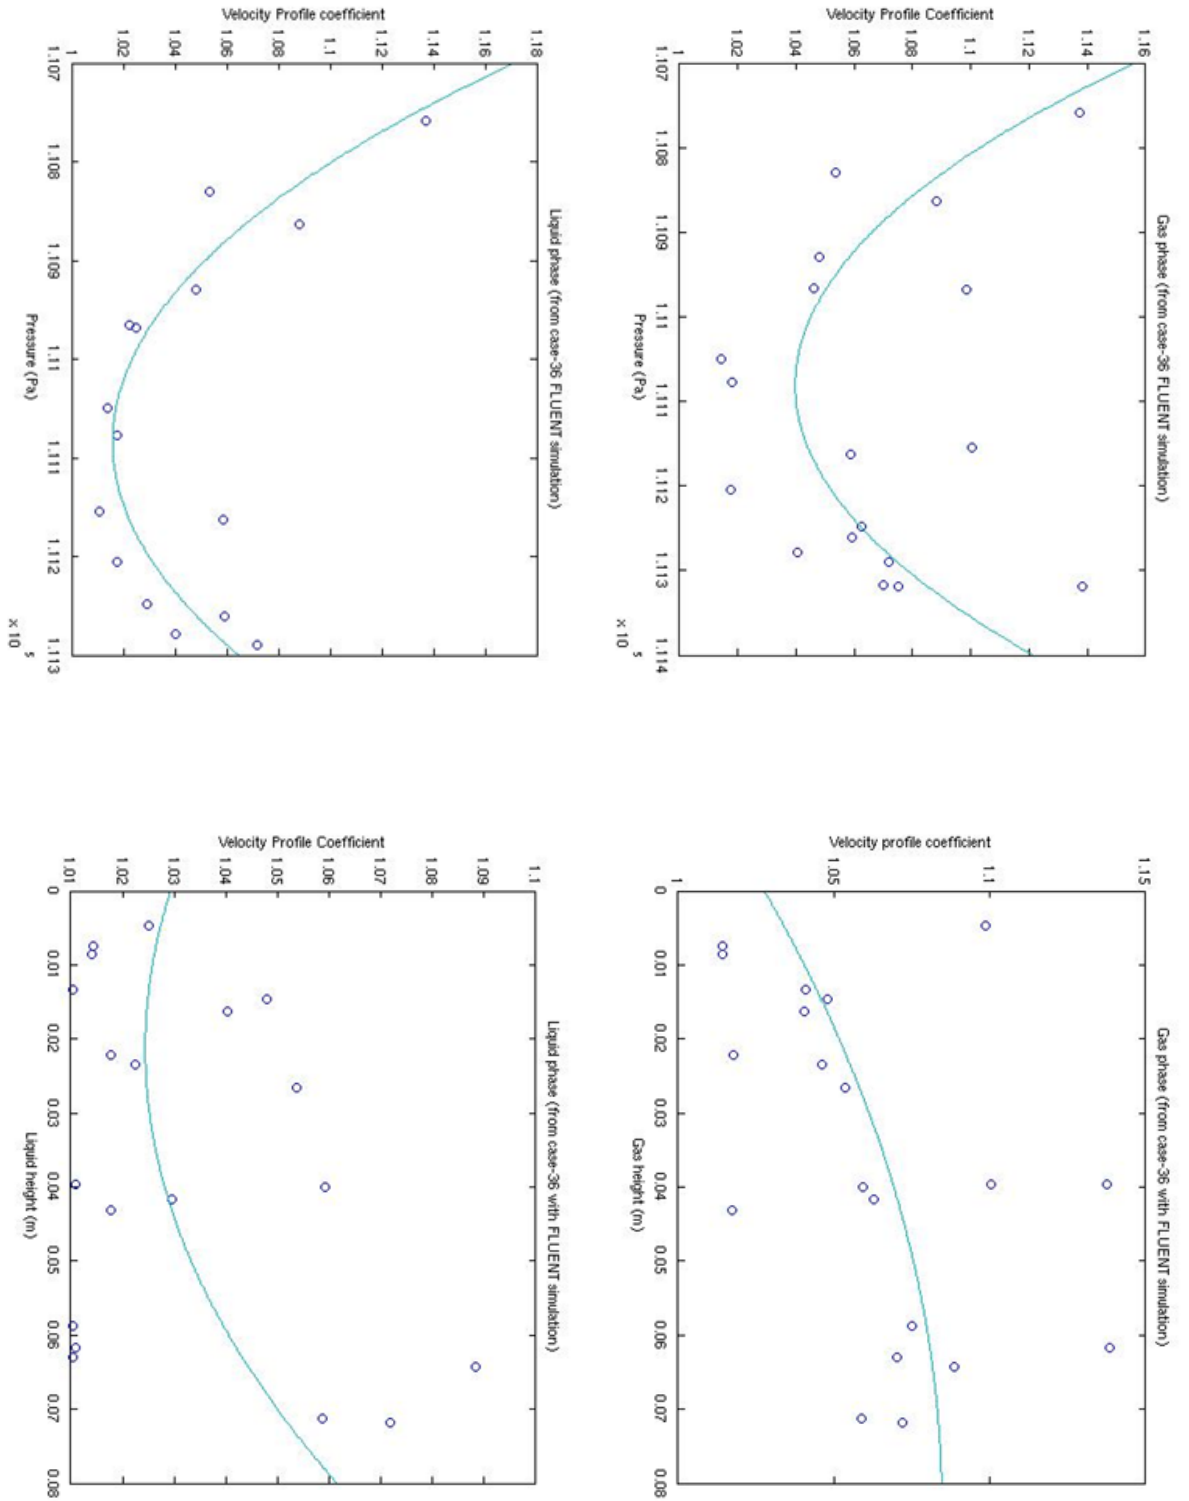 Gas phase (from case-36 FLUENT simulation)
Velocity Profile Coefficient
1.16
1.14
1.12
1.1
1.08
1.06
1.04
1.02
1
1.107 1.108 1.109 1.11 1.111 1.112 1.113 1.114
Pressure (Pa)
x 10 5
Gas phase (from case-36 with FLUENT simulation)
Velocity profile coefficient
1.15
1.1
1.05
1
0 0.01 0.02 0.03 0.04 0.05 0.06 0.07 0.08
Gas height (m)
Liquid phase (from case-36 FLUENT simulation)
Velocity Profile coefficient
1.18
1.16
1.14
1.12
1.1
1.08
1.06
1.04
1.02
1
1.107 1.108 1.109 1.11 1.111 1.112 1.113
Pressure (Pa)
x 10 5
Liquid phase (from case-36 with FLUENT simulation)
Velocity Profile Coefficient
1.1
1.09
1.08
1.07
1.06
1.05
1.04
1.03
1.02
1.01
0 0.01 0.02 0.03 0.04 0.05 0.06 0.07 0.08
Liquid height (m)